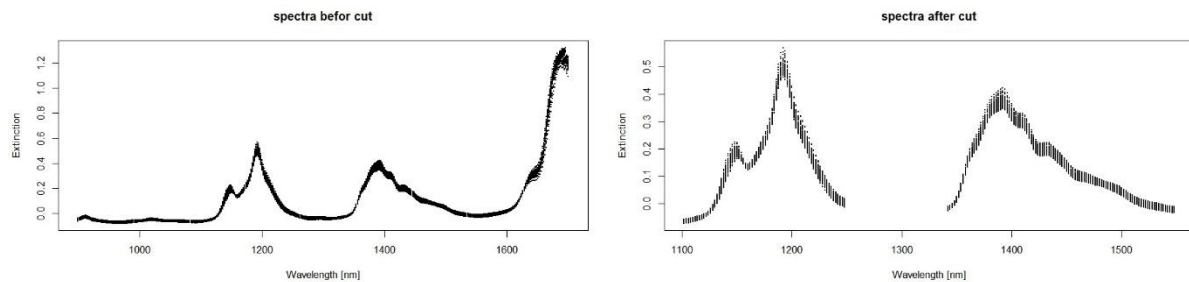 spectra befor cut
1.2
1.0
0.8
0.6
0.4
0.2
0.0
Extinction
1000 1200 1400 1600
Wavelength [nm]
spectra after cut
0.5
0.4
0.3
0.2
0.1
0.0
Extinction
1100 1200 1300 1400 1500
Wavelength [nm]